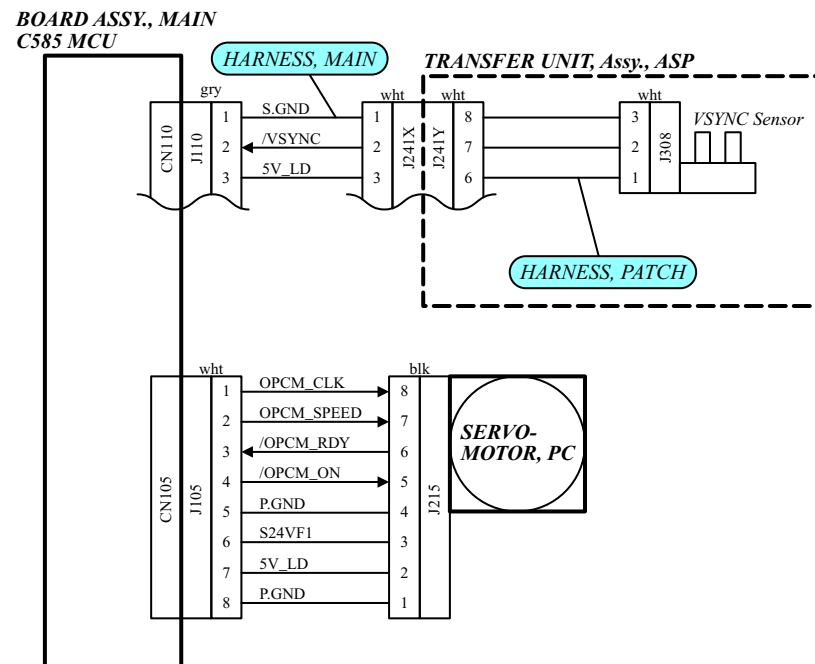 BOARD ASSY., MAIN
C585 MCU
HARNESS, MAIN
TRANSFER UNIT, Assy., ASP
gry
wht
wht
wht
CN110
J110
1
2
3
S.GND
/VSYNC
5V_LD
1
2
3
J241X
J241Y
8
7
6
3
2
1
J308
VSYNC Sensor
HARNESS, PATCH
wht
blk
CN105
J105
1 OPCM_CLK 8
2 OPCM_SPEED 7
3 /OPCM_RDY 6
4 /OPCM_ON 5
5 P.GND 4
6 S24VF1 3
7 5V_LD 2
8 P.GND 1
J215
SERVO-
MOTOR, PC